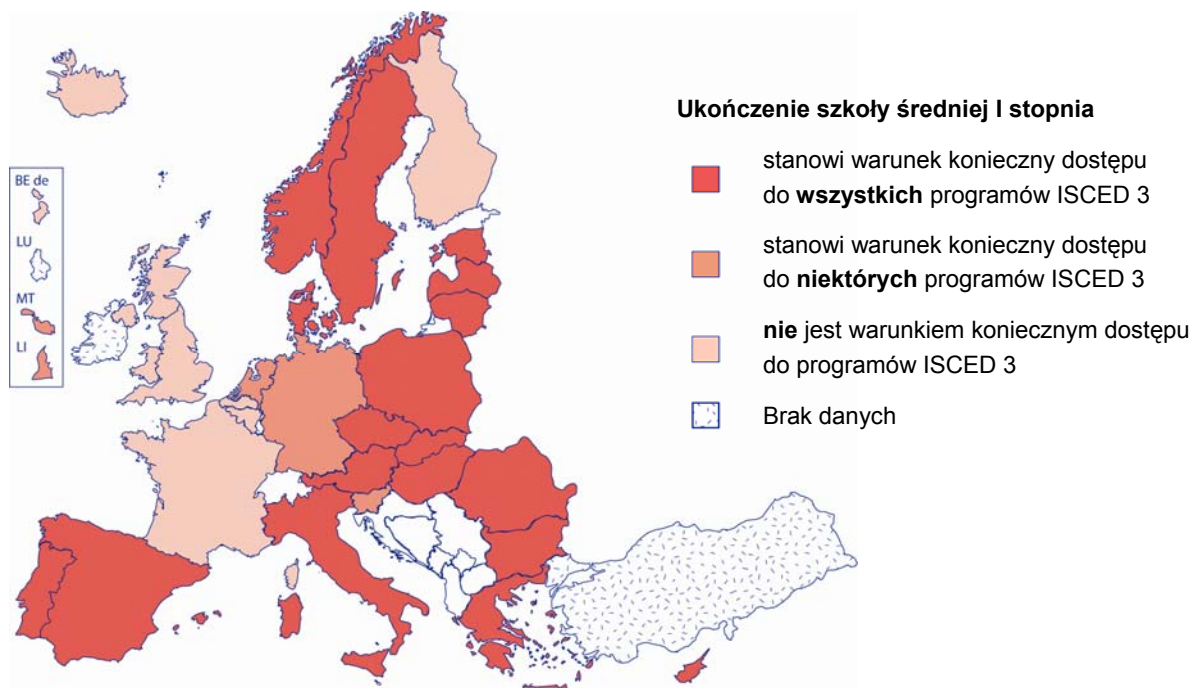 BE de
LU
MT
LI
Ukończenie szkoły średniej I stopnia
stanowi warunek konieczny dostępu
do wszystkich programów ISCED 3
stanowi warunek konieczny dostępu
do niektórych programów ISCED 3
nie jest warunkiem koniecznym dostępu
do programów ISCED 3
Brak danych